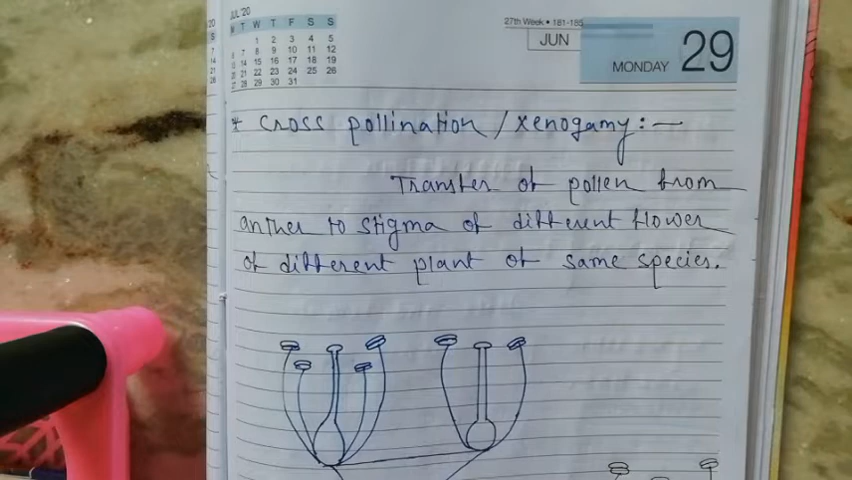 JUL '20
M T W T F S S
1 2 3 4 5
6 7 8 9 10 11 12
13 14 15 16 17 18 19
20 21 22 23 24 25 26
27 28 29 30 31
27th Week • 181-185
JUN
MONDAY 29
* Cross pollination / xenogamy :-
Transfer of pollen from
anther to stigma of different flower
of different plant of same species.